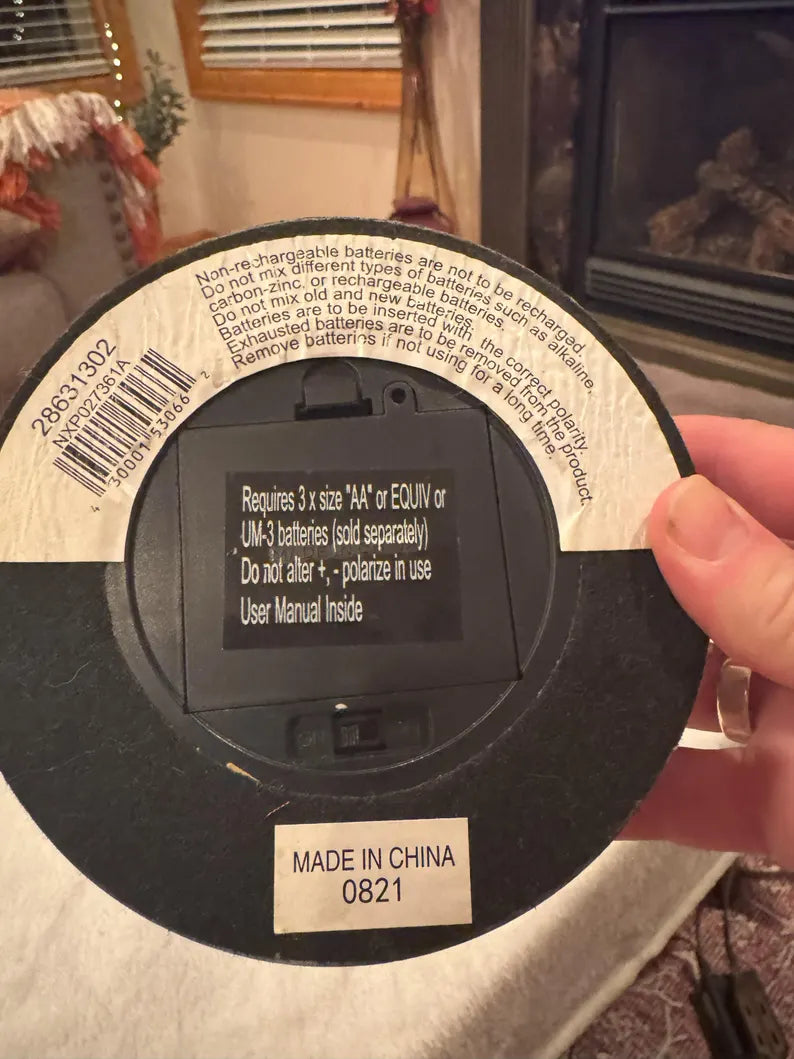 Non-rechargeable batteries are not to be recharged.
Do not mix different types of batteries such as alkaline,
carbon-zinc, or rechargeable batteries.
Do not mix old and new batteries.
Batteries are to be inserted with the correct polarity.
Exhausted batteries are to be removed from the product.
Remove batteries if not using for a long time.
28631302
NXP027361A
4 30001 53066 2
Requires 3 x size "AA" or EQUIV or
UM-3 batteries (sold separately)
Do not alter +, - polarize in use
User Manual Inside
MADE IN CHINA
0821